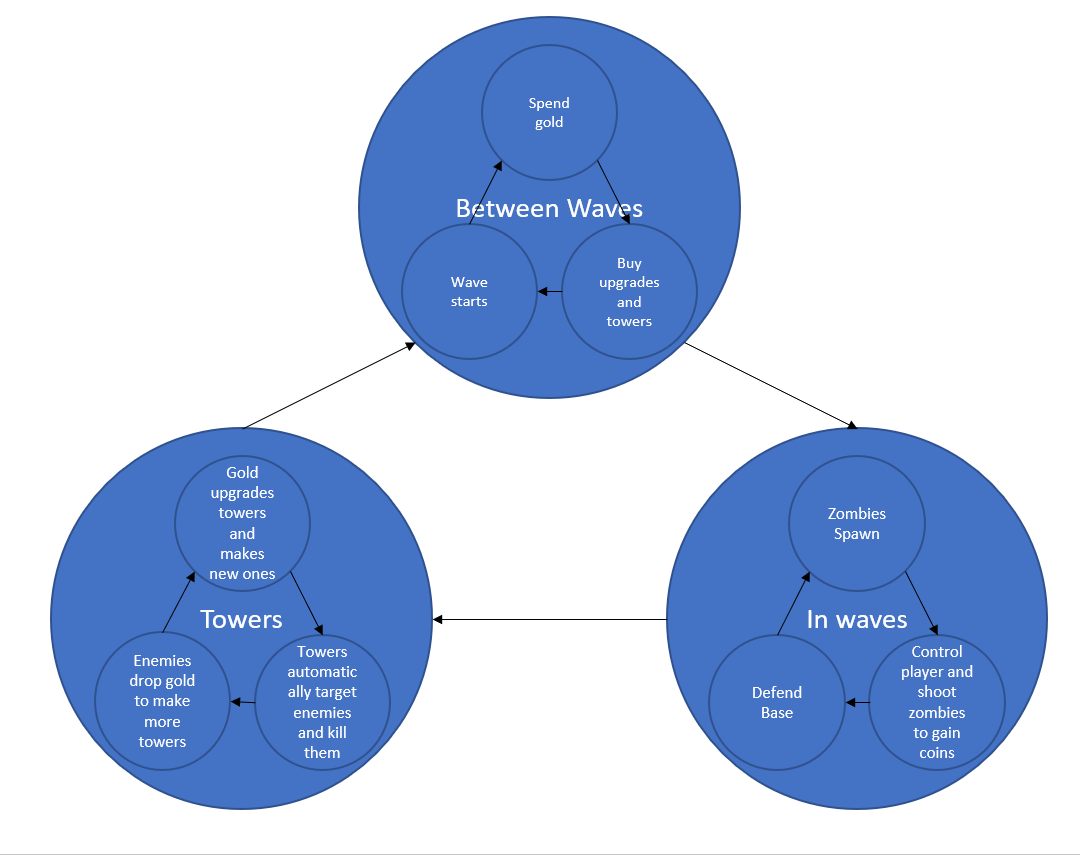 Spend
gold
Between Waves
Wave
starts
Buy
upgrades
and
towers
Gold
upgrades
towers
and
makes
new ones
Towers
Enemies
drop gold
to make
more
towers
Towers
automatic
ally target
enemies
and kill
them
Zombies
Spawn
In waves
Defend
Base
Control
player and
shoot
zombies
to gain
coins